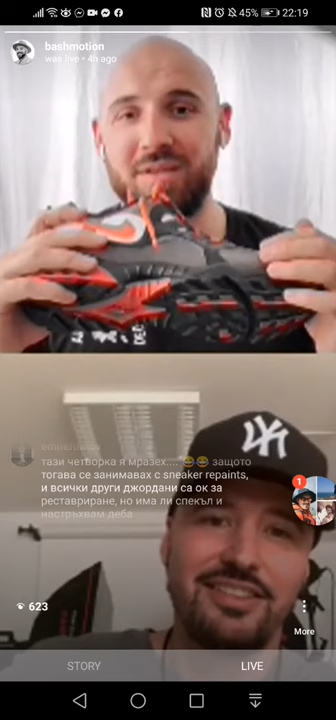 45% 22:19
bashmotion
was live • 4h ago
тази четворка я мразех.... 😂😂 защото
тогава се занимавах с sneaker repaints,
и всички други джордани са ок за
реставриране, но има ли спекъл и
настръхвам деба
1
623
More
STORY
LIVE